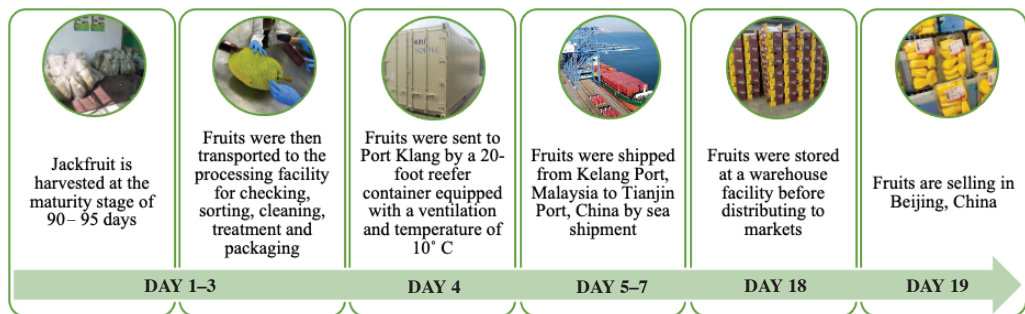 Jackfruit is
harvested at the
maturity stage of
90 – 95 days
Fruits were then
transported to the
processing facility
for checking,
sorting, cleaning,
treatment and
packaging
Fruits were sent to
Port Klang by a 20-
foot reefer
container equipped
with a ventilation
and temperature of
10˚ C
Fruits were shipped
from Kelang Port,
Malaysia to Tianjin
Port, China by sea
shipment
Fruits were stored
at a warehouse
facility before
distributing to
markets
Fruits are selling in
Beijing, China
DAY 1–3
DAY 4
DAY 5–7
DAY 18
DAY 19